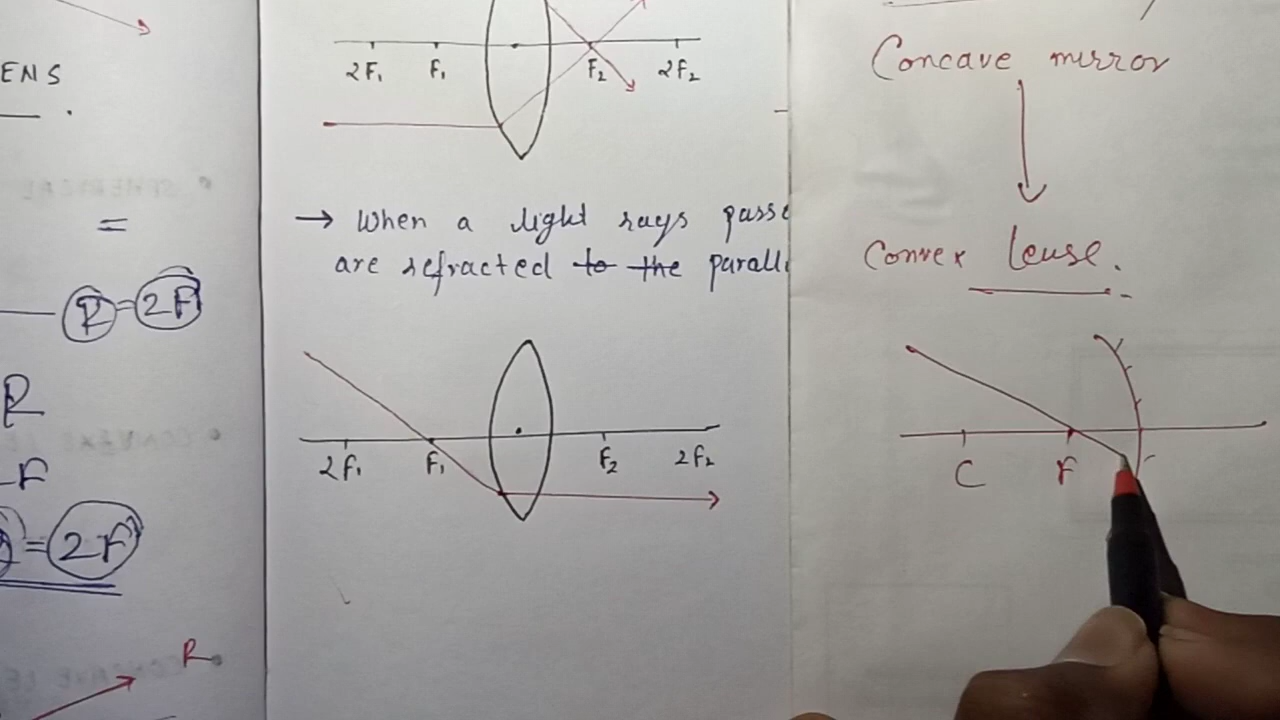 ENS
=
R = 2F
R
F
= 2F
R
2F₁ F₁ F₂ 2F₂
→ When a light rays passe
are refracted to the paralle
2F₁ F₁ F₂ 2F₂
Concave mirror
Convex lense.
C F